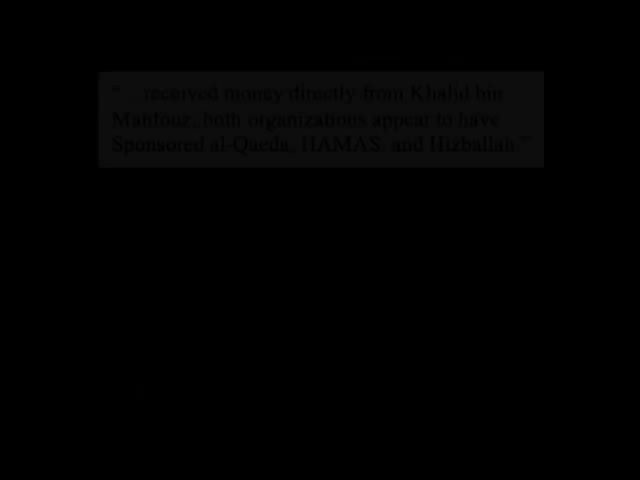 “...received money directly from Khalid bin
Mahfouz, both organizations appear to have
Sponsored al-Qaeda, HAMAS, and Hizballah.”